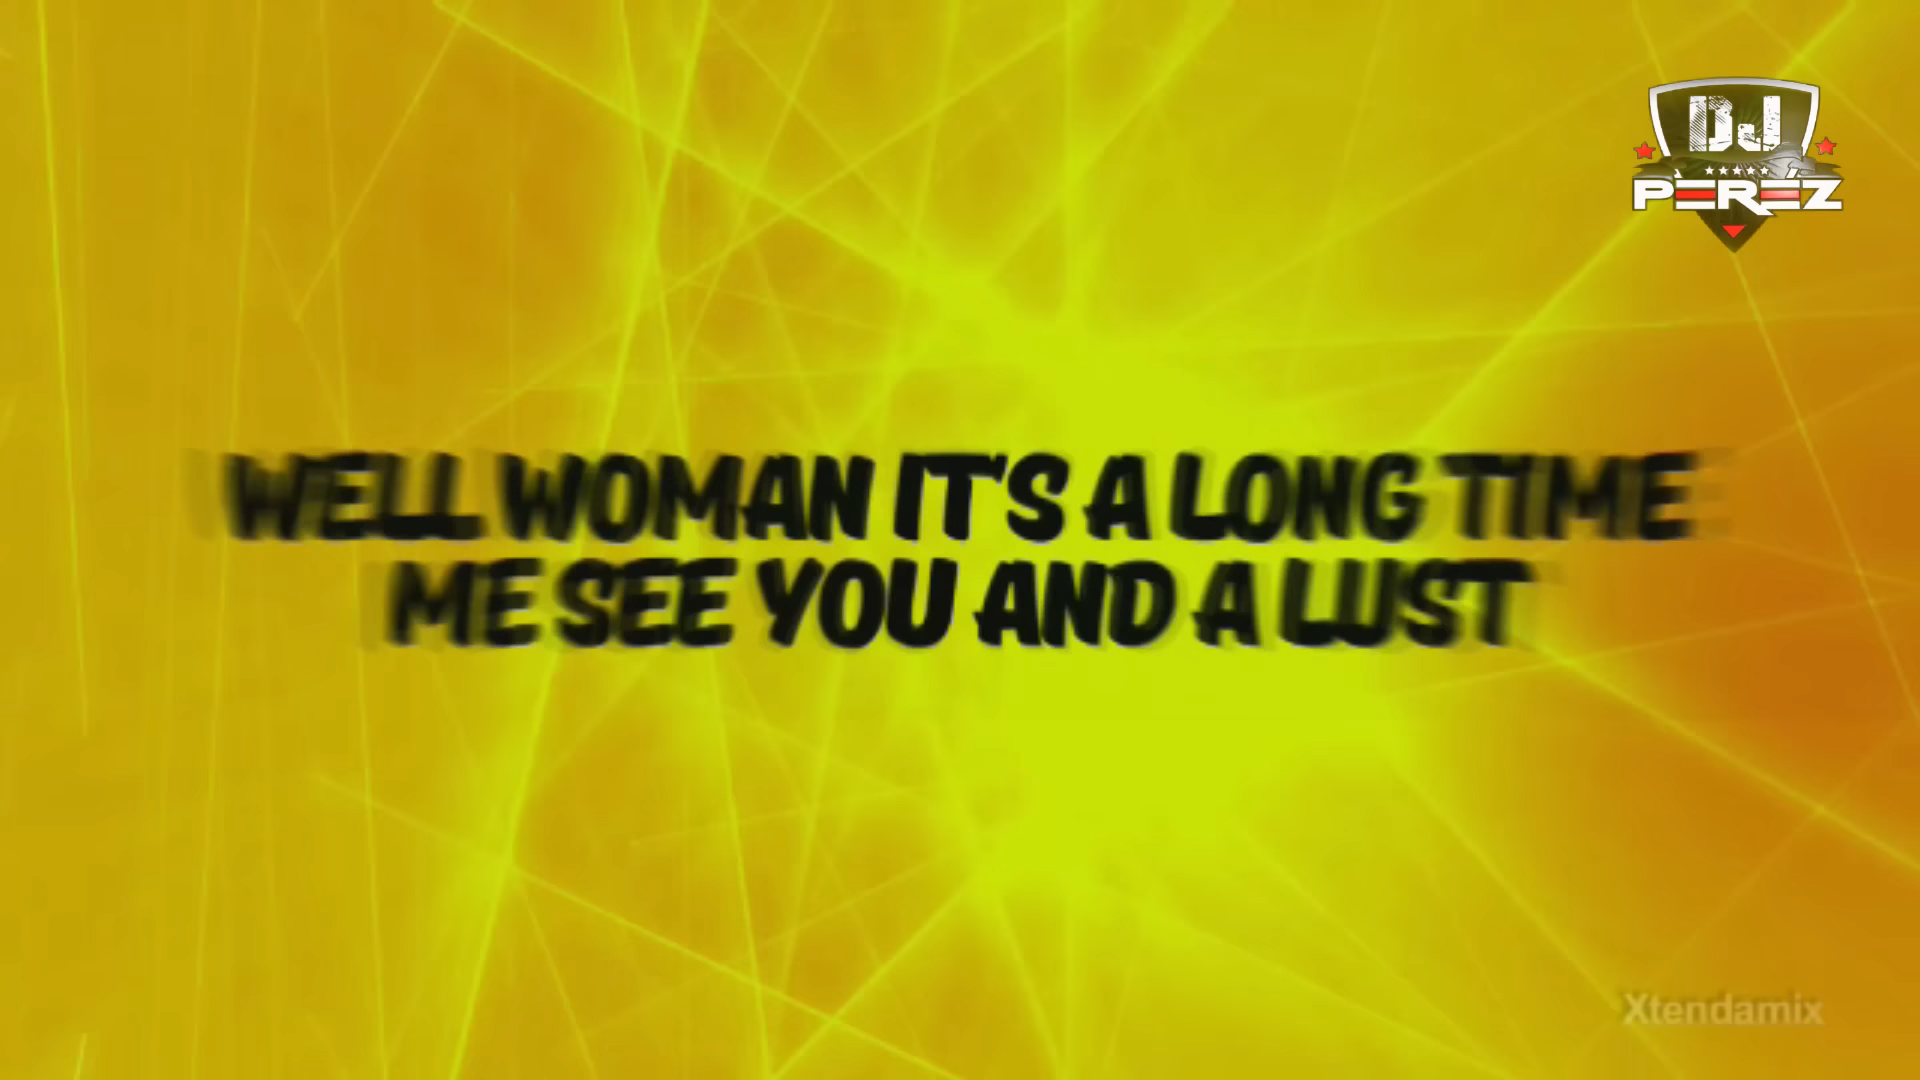 DJ
PEREZ
WELL WOMAN IT'S A LONG TIME
ME SEE YOU AND A LUST
Xtendamix